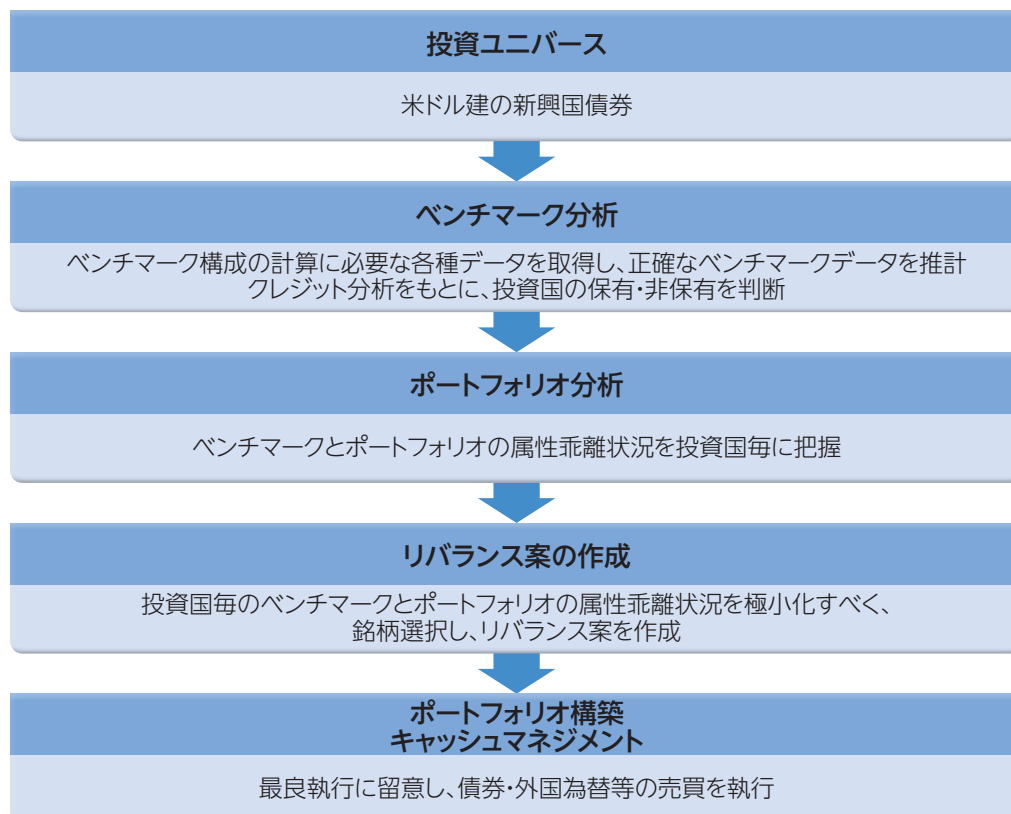 投資ユニバース
米ドル建の新興国債券
ベンチマーク分析
ベンチマーク構成の計算に必要な各種データを取得し、正確なベンチマークデータを推計
クレジット分析をもとに、投資国の保有・非保有を判断
ポートフォリオ分析
ベンチマークとポートフォリオの属性乖離状況を投資国毎に把握
リバランス案の作成
投資国毎のベンチマークとポートフォリオの属性乖離状況を極小化すべく、
銘柄選択し、リバランス案を作成
ポートフォリオ構築
キャッシュマネジメント
最良執行に留意し、債券・外国為替等の売買を執行